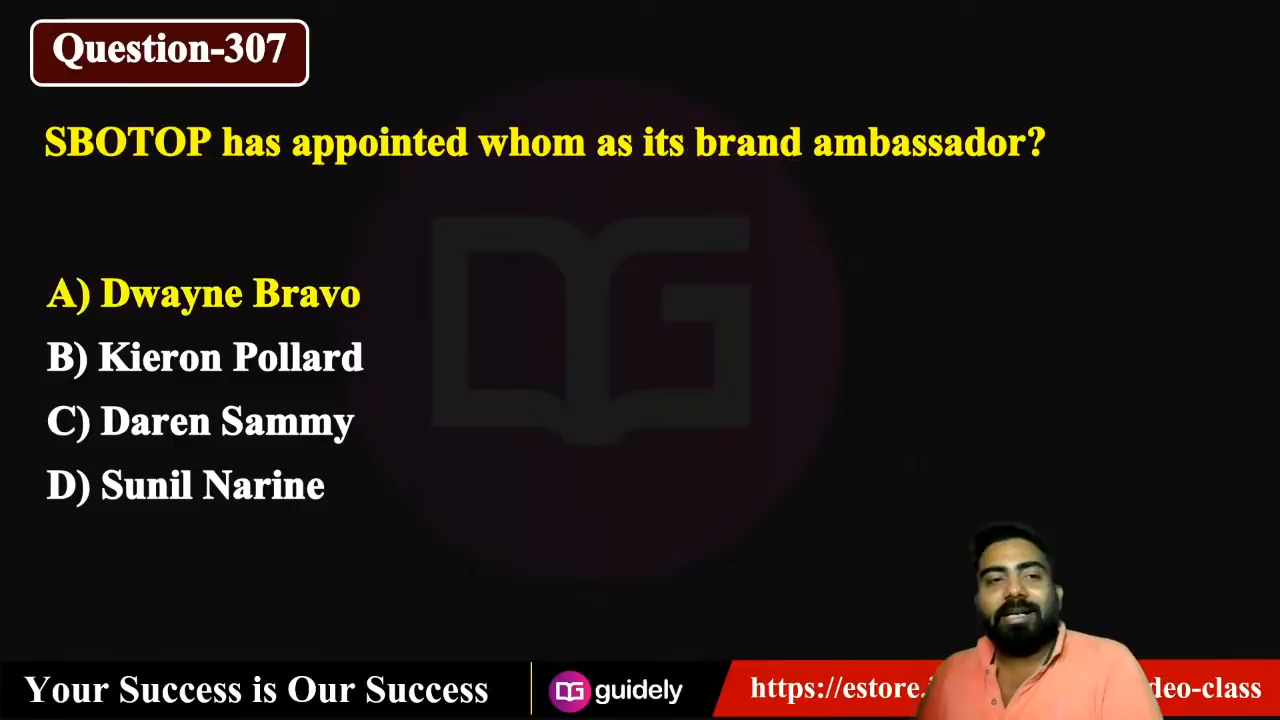 Question-307
SBOTOP has appointed whom as its brand ambassador?
A) Dwayne Bravo
B) Kieron Pollard
C) Daren Sammy
D) Sunil Narine
Your Success is Our Success
DG guidely
https://estore. deo-class